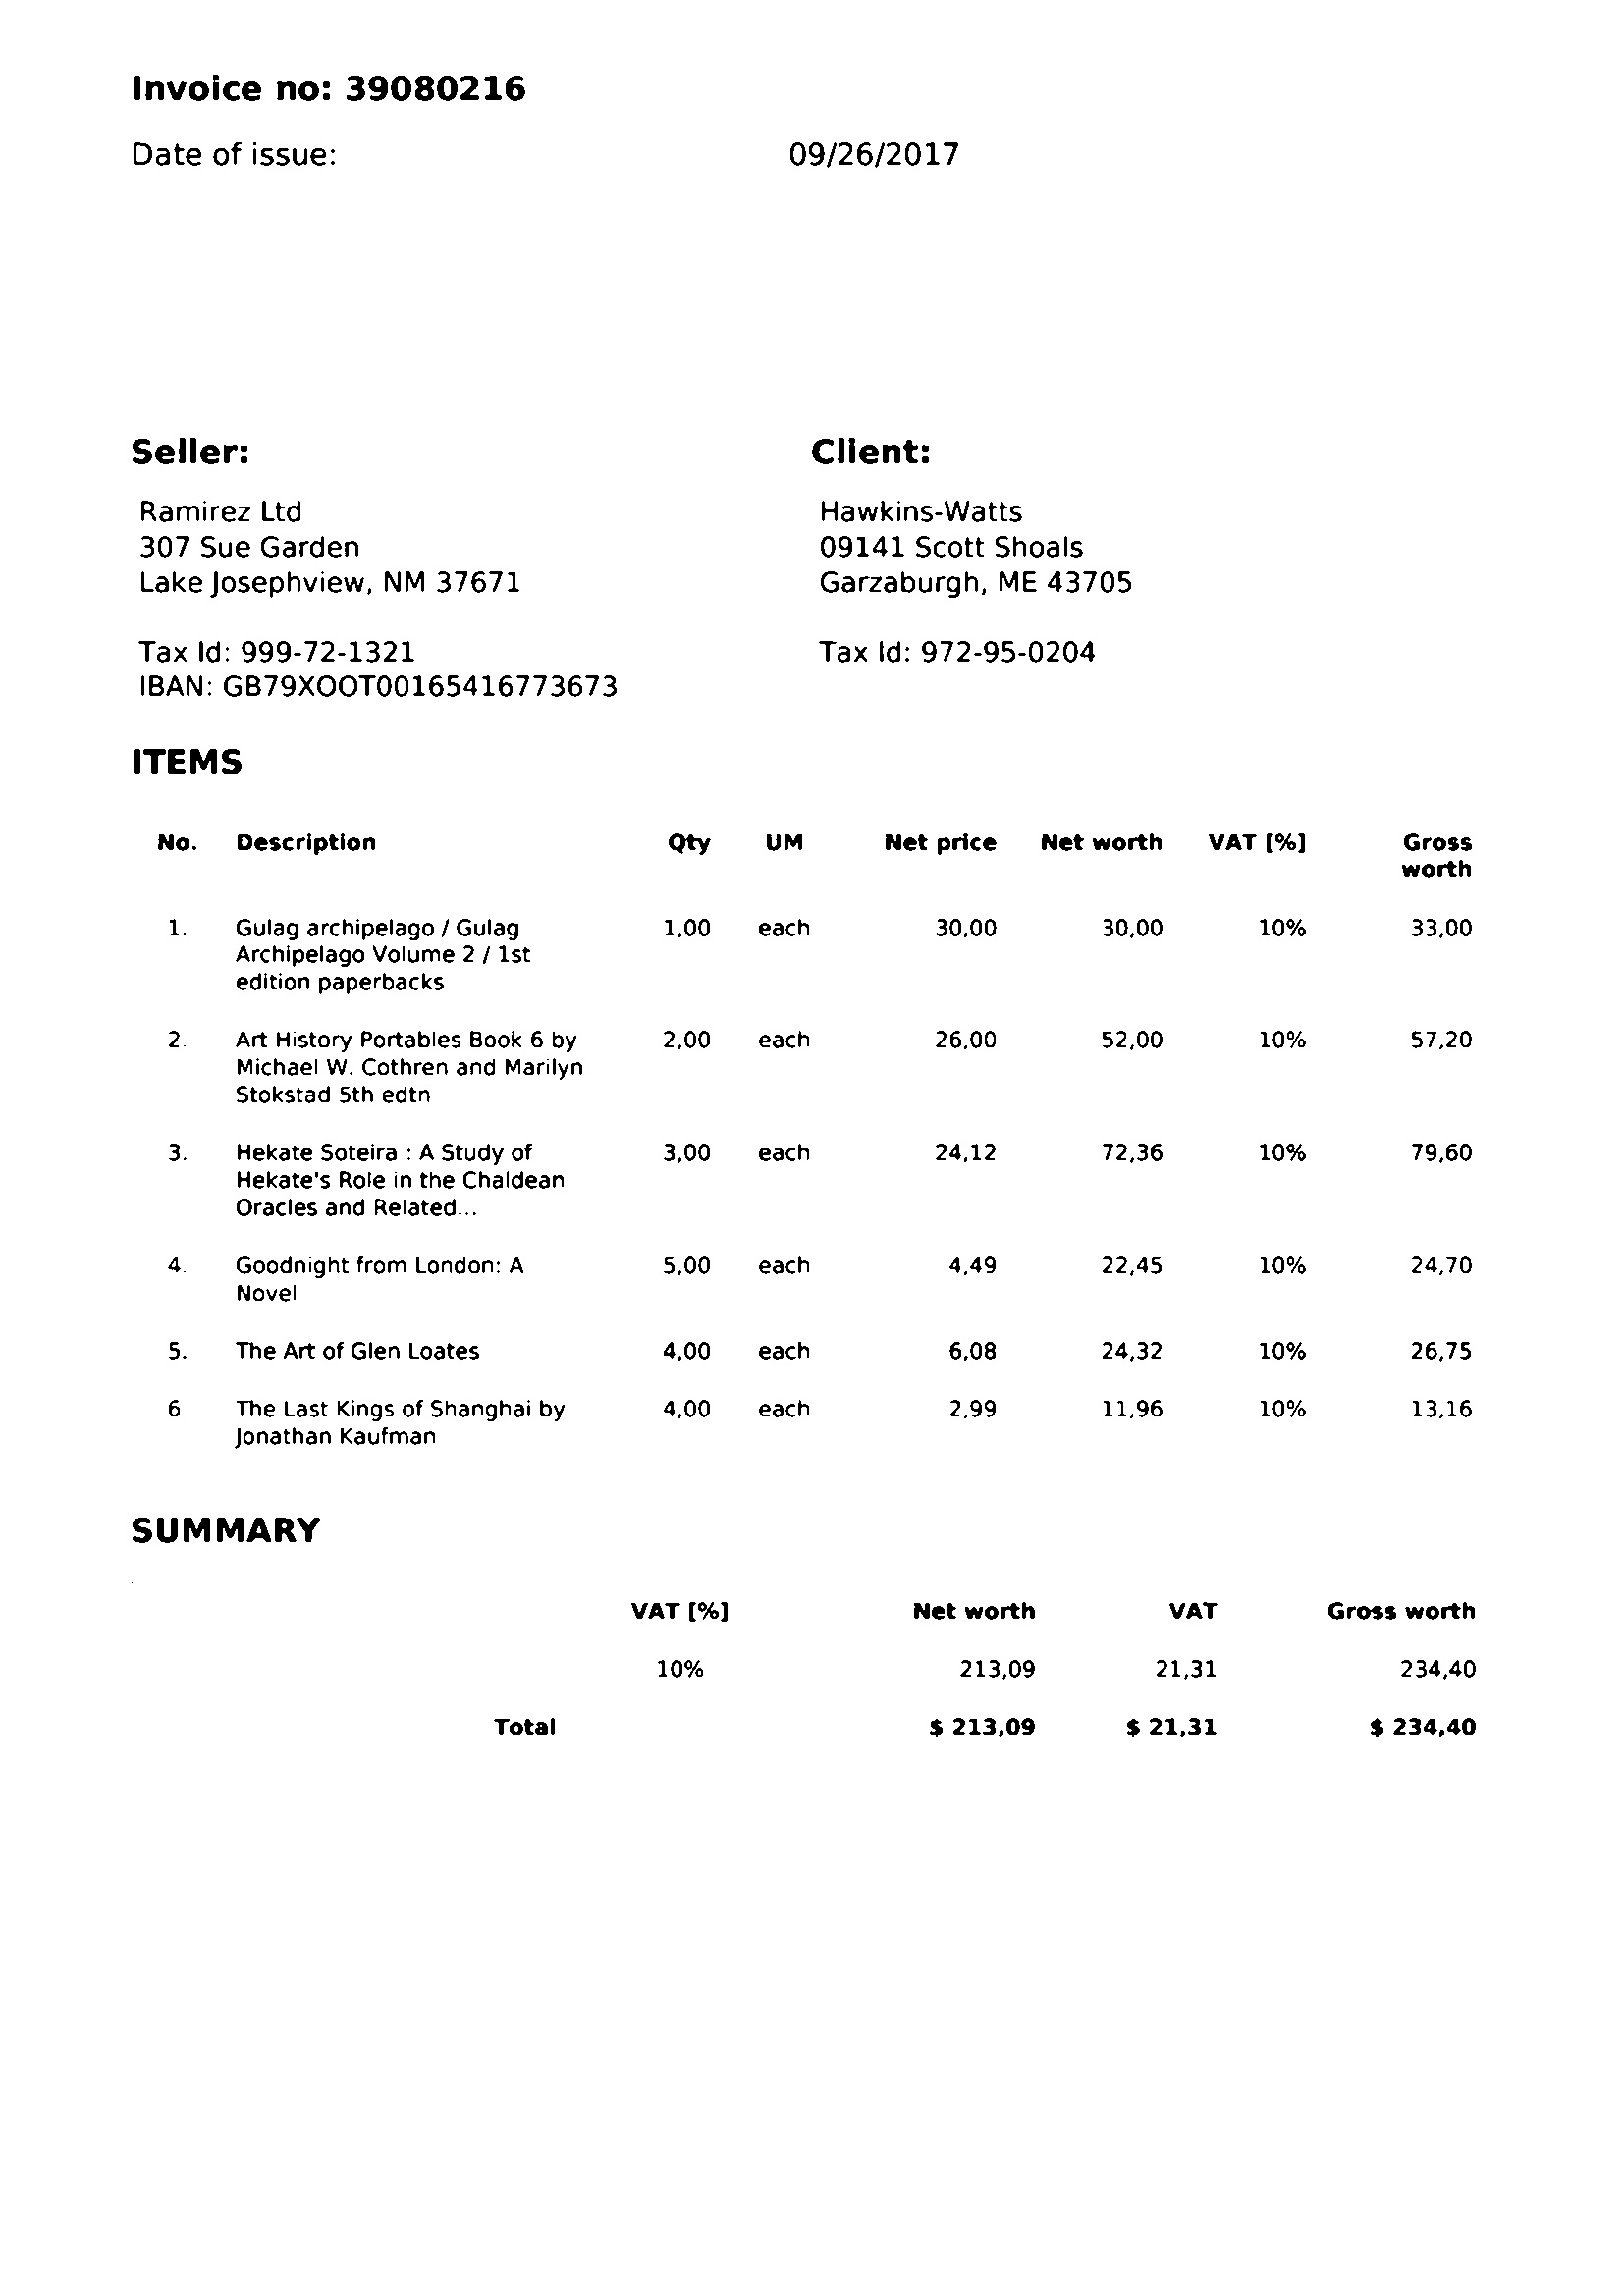 Invoice no: 39080216
Date of issue: 09/26/2017
Seller: Client:
Ramirez Ltd Hawkins-Watts
307 Sue Garden 09141 Scott Shoals
Lake Josephview, NM 37671 Garzaburgh, ME 43705
Tax Id: 999-72-1321 Tax Id: 972-95-0204
IBAN: GB79XOOT00165416773673
ITEMS
No. Description Qty UM Net price Net worth VAT [%] Gross
worth
1. Gulag archipelago / Gulag 1,00 each 30,00 30,00 10% 33,00
Archipelago Volume 2 / 1st
edition paperbacks
2. Art History Portables Book 6 by 2,00 each 26,00 52,00 10% 57,20
Michael W. Cothren and Marilyn
Stokstad 5th edtn
3. Hekate Soteira : A Study of 3,00 each 24,12 72,36 10% 79,60
Hekate's Role in the Chaldean
Oracles and Related...
4. Goodnight from London: A 5,00 each 4,49 22,45 10% 24,70
Novel
5. The Art of Glen Loates 4,00 each 6,08 24,32 10% 26,75
6. The Last Kings of Shanghai by 4,00 each 2,99 11,96 10% 13,16
Jonathan Kaufman
SUMMARY
VAT [%] Net worth VAT Gross worth
10% 213,09 21,31 234,40
Total $ 213,09 $ 21,31 $ 234,40